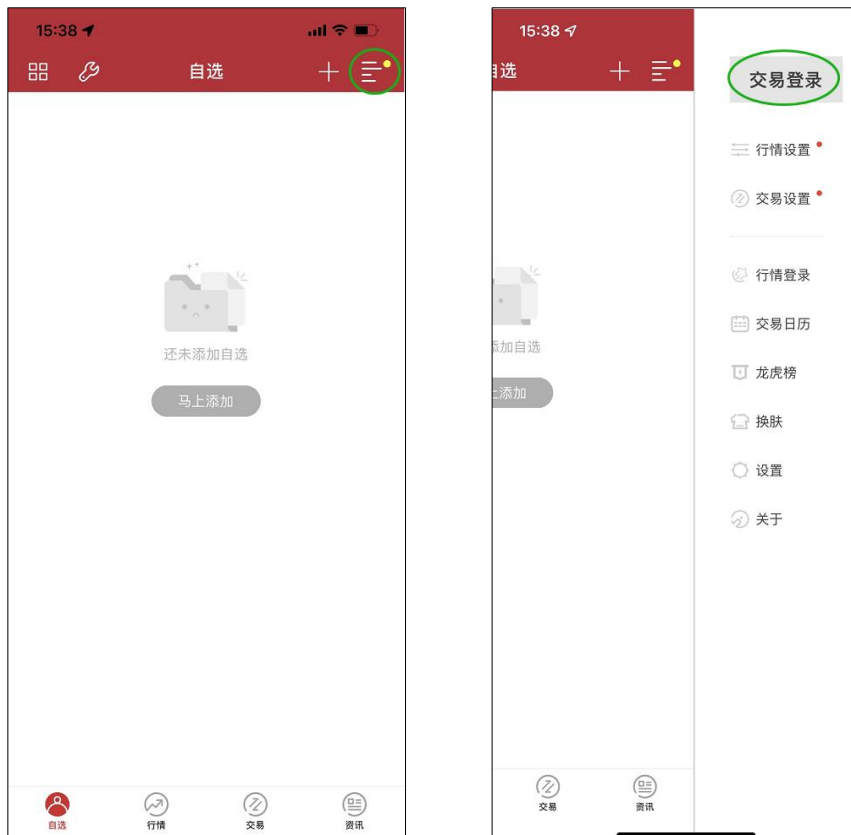 15:38
自选
还未添加自选
马上添加
自选
行情
交易
资讯
15:38
自选
添加自选
上添加
交易
资讯
交易登录
行情设置
交易设置
行情登录
交易日历
龙虎榜
换肤
设置
关于